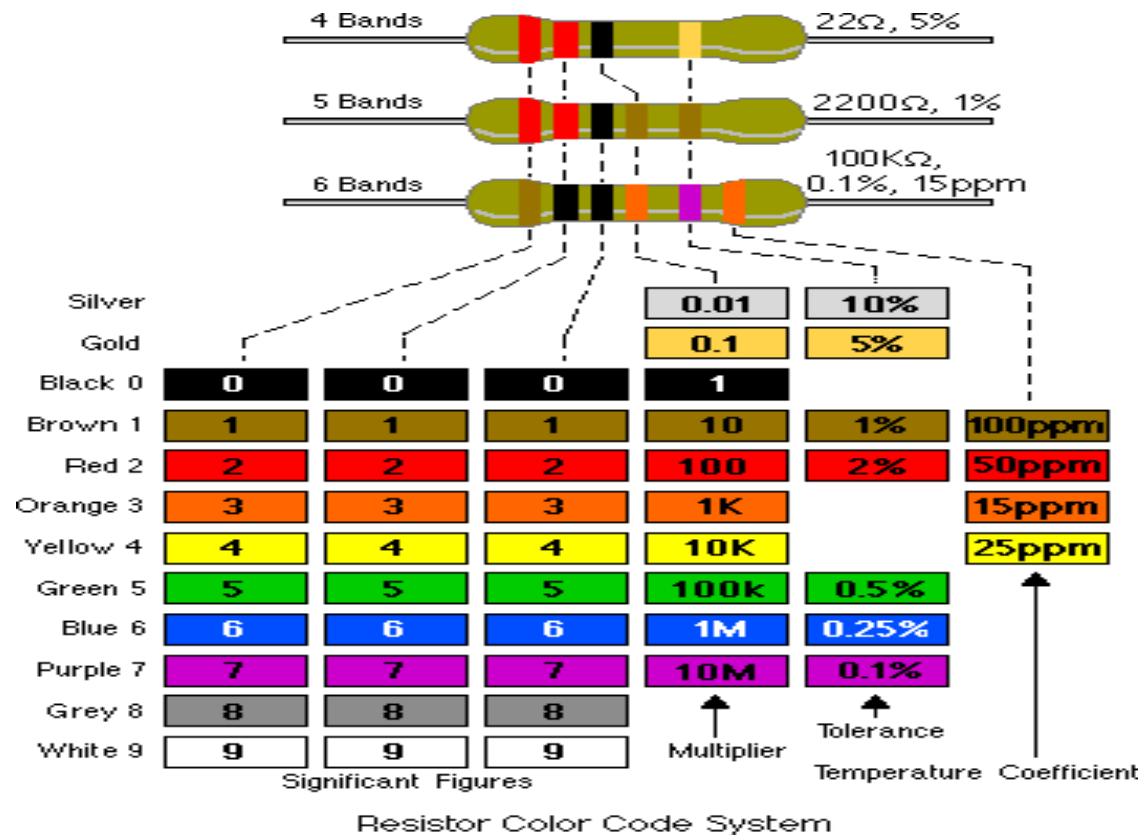 4 Bands 22Ω, 5%
5 Bands 2200Ω, 1%
100KΩ,
6 Bands 0.1%, 15ppm
Silver 0.01 10%
Gold 0.1 5%
Black 0 0 0 0 1
Brown 1 1 1 1 10 1% 100ppm
Red 2 2 2 2 100 2% 50ppm
Orange 3 3 3 3 1K 15ppm
Yellow 4 4 4 4 10K 25ppm
Green 5 5 5 5 100k 0.5%
Blue 6 6 6 6 1M 0.25%
Purple 7 7 7 7 10M 0.1%
Grey 8 8 8 8
White 9 9 9 9
Tolerance
Multiplier
Temperature Coefficient
Significant Figures
Resistor Color Code System